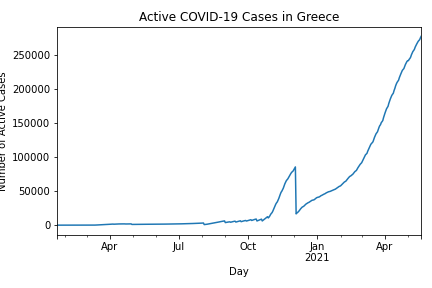 Active COVID-19 Cases in Greece
Number of Active Cases
250000
200000
150000
100000
50000
0
Apr
Jul
Oct
Jan
2021
Apr
Day